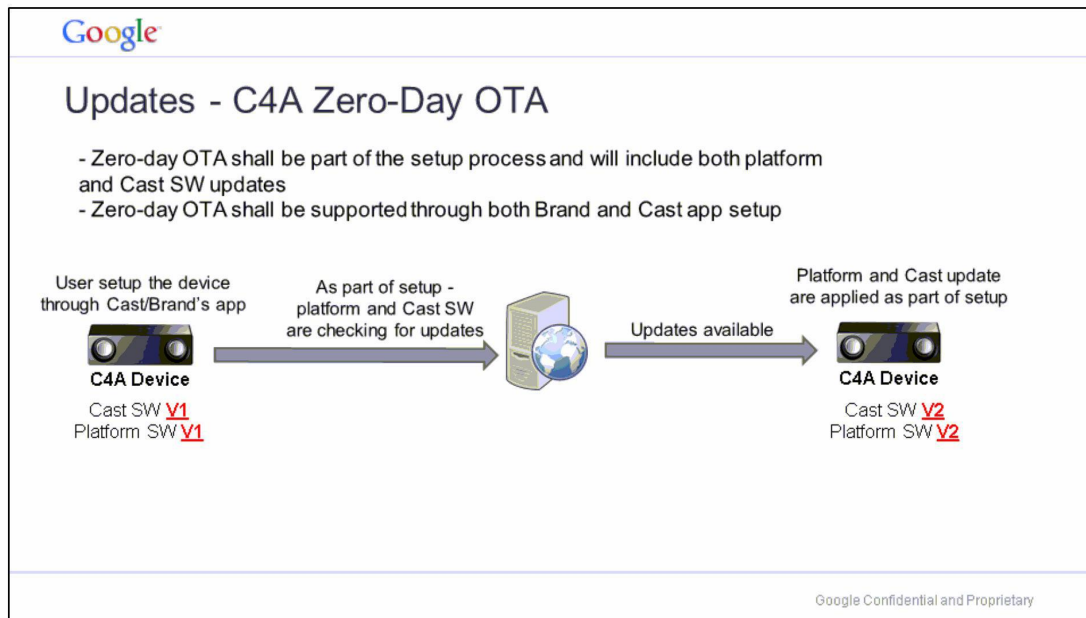 Google
Updates - C4A Zero-Day OTA
- Zero-day OTA shall be part of the setup process and will include both platform
and Cast SW updates
- Zero-day OTA shall be supported through both Brand and Cast app setup
User setup the device
through Cast/Brand's app
C4A Device
Cast SW V1
Platform SW V1
As part of setup -
platform and Cast SW
are checking for updates
Updates available
Platform and Cast update
are applied as part of setup
C4A Device
Cast SW V2
Platform SW V2
Google Confidential and Proprietary